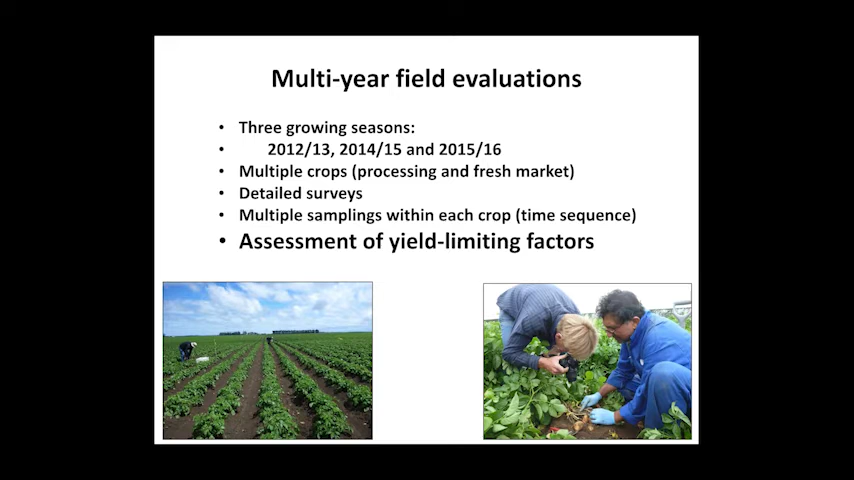 Multi-year field evaluations
• Three growing seasons:
• 2012/13, 2014/15 and 2015/16
• Multiple crops (processing and fresh market)
• Detailed surveys
• Multiple samplings within each crop (time sequence)
• Assessment of yield-limiting factors